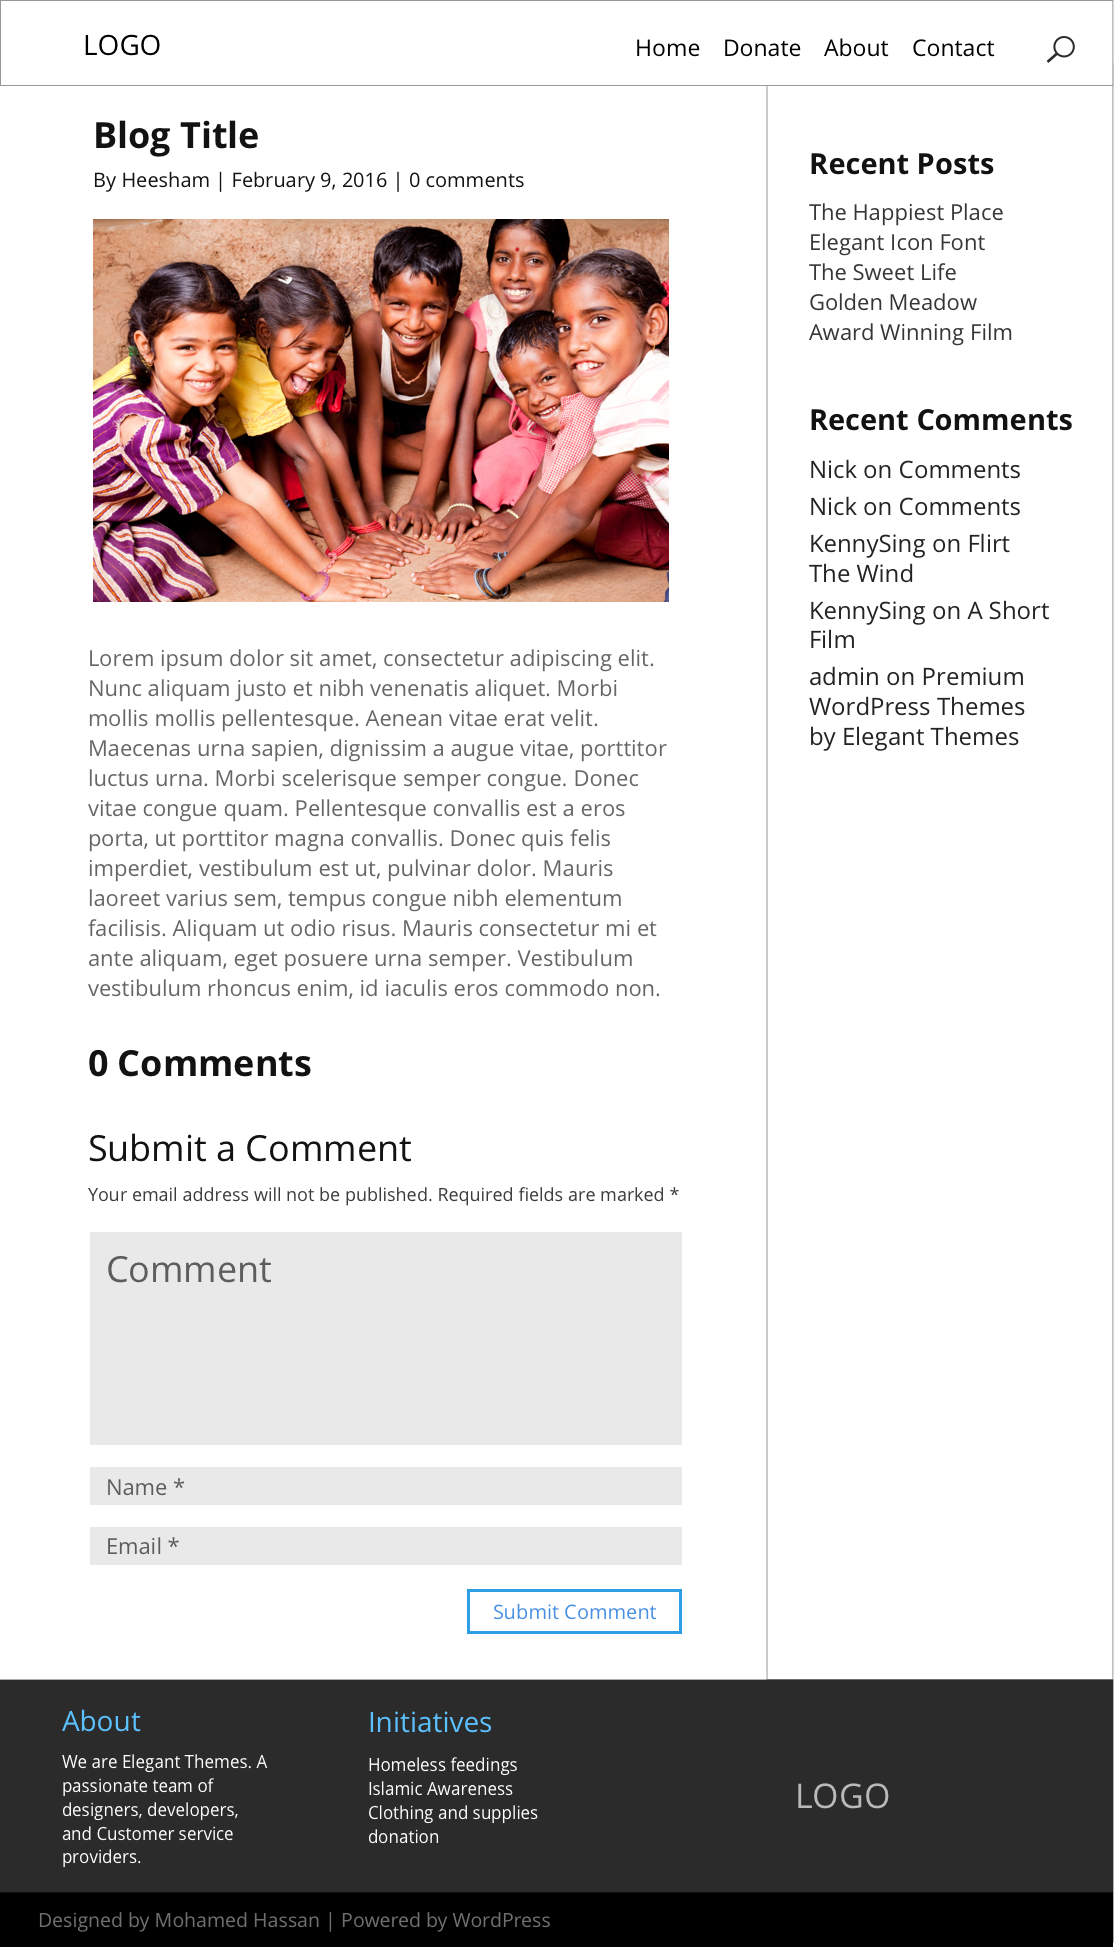 LOGO
Home Donate About Contact
Blog Title
By Heesham | February 9, 2016 | 0 comments
Lorem ipsum dolor sit amet, consectetur adipiscing elit.
Nunc aliquam justo et nibh venenatis aliquet. Morbi
mollis mollis pellentesque. Aenean vitae erat velit.
Maecenas urna sapien, dignissim a augue vitae, porttitor
luctus urna. Morbi scelerisque semper congue. Donec
vitae congue quam. Pellentesque convallis est a eros
porta, ut porttitor magna convallis. Donec quis felis
imperdiet, vestibulum est ut, pulvinar dolor. Mauris
laoreet varius sem, tempus congue nibh elementum
facilisis. Aliquam ut odio risus. Mauris consectetur mi et
ante aliquam, eget posuere urna semper. Vestibulum
vestibulum rhoncus enim, id iaculis eros commodo non.
0 Comments
Submit a Comment
Your email address will not be published. Required fields are marked *
Comment
Name *
Email *
Submit Comment
Recent Posts
The Happiest Place
Elegant Icon Font
The Sweet Life
Golden Meadow
Award Winning Film
Recent Comments
Nick on Comments
Nick on Comments
KennySing on Flirt
The Wind
KennySing on A Short
Film
admin on Premium
WordPress Themes
by Elegant Themes
About
We are Elegant Themes. A
passionate team of
designers, developers,
and Customer service
providers.
Initiatives
Homeless feedings
Islamic Awareness
Clothing and supplies
donation
LOGO
Designed by Mohamed Hassan | Powered by WordPress